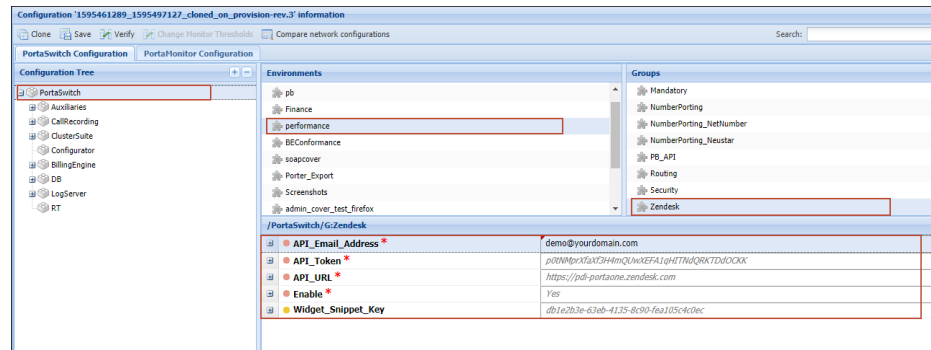 Configuration '1595461289_1595497127_cloned_on_provision-rev.3' information
Clone Save Verify Change Monitor Thresholds Compare network configurations Search:
PortaSwitch Configuration PortaMonitor Configuration
Configuration Tree
PortaSwitch
Auxiliaries
CallRecording
ClusterSuite
Configurator
BillingEngine
DB
LogServer
RT
Environments
pb
Finance
performance
BEConformance
soapcover
Porter_Export
Screenshots
admin_cover_test_firefox
Groups
Mandatory
NumberPorting
NumberPorting_NetNumber
NumberPorting_Neustar
PB_API
Routing
Security
Zendesk
/PortaSwitch/G:Zendesk
API_Email_Address * demo@yourdomain.com
API_Token *
API_URL * https://pdi-portaone.zendesk.com
Enable * Yes
Widget_Snippet_Key db1e2b3e-63eb-4135-8c90-fea105c4c0ec